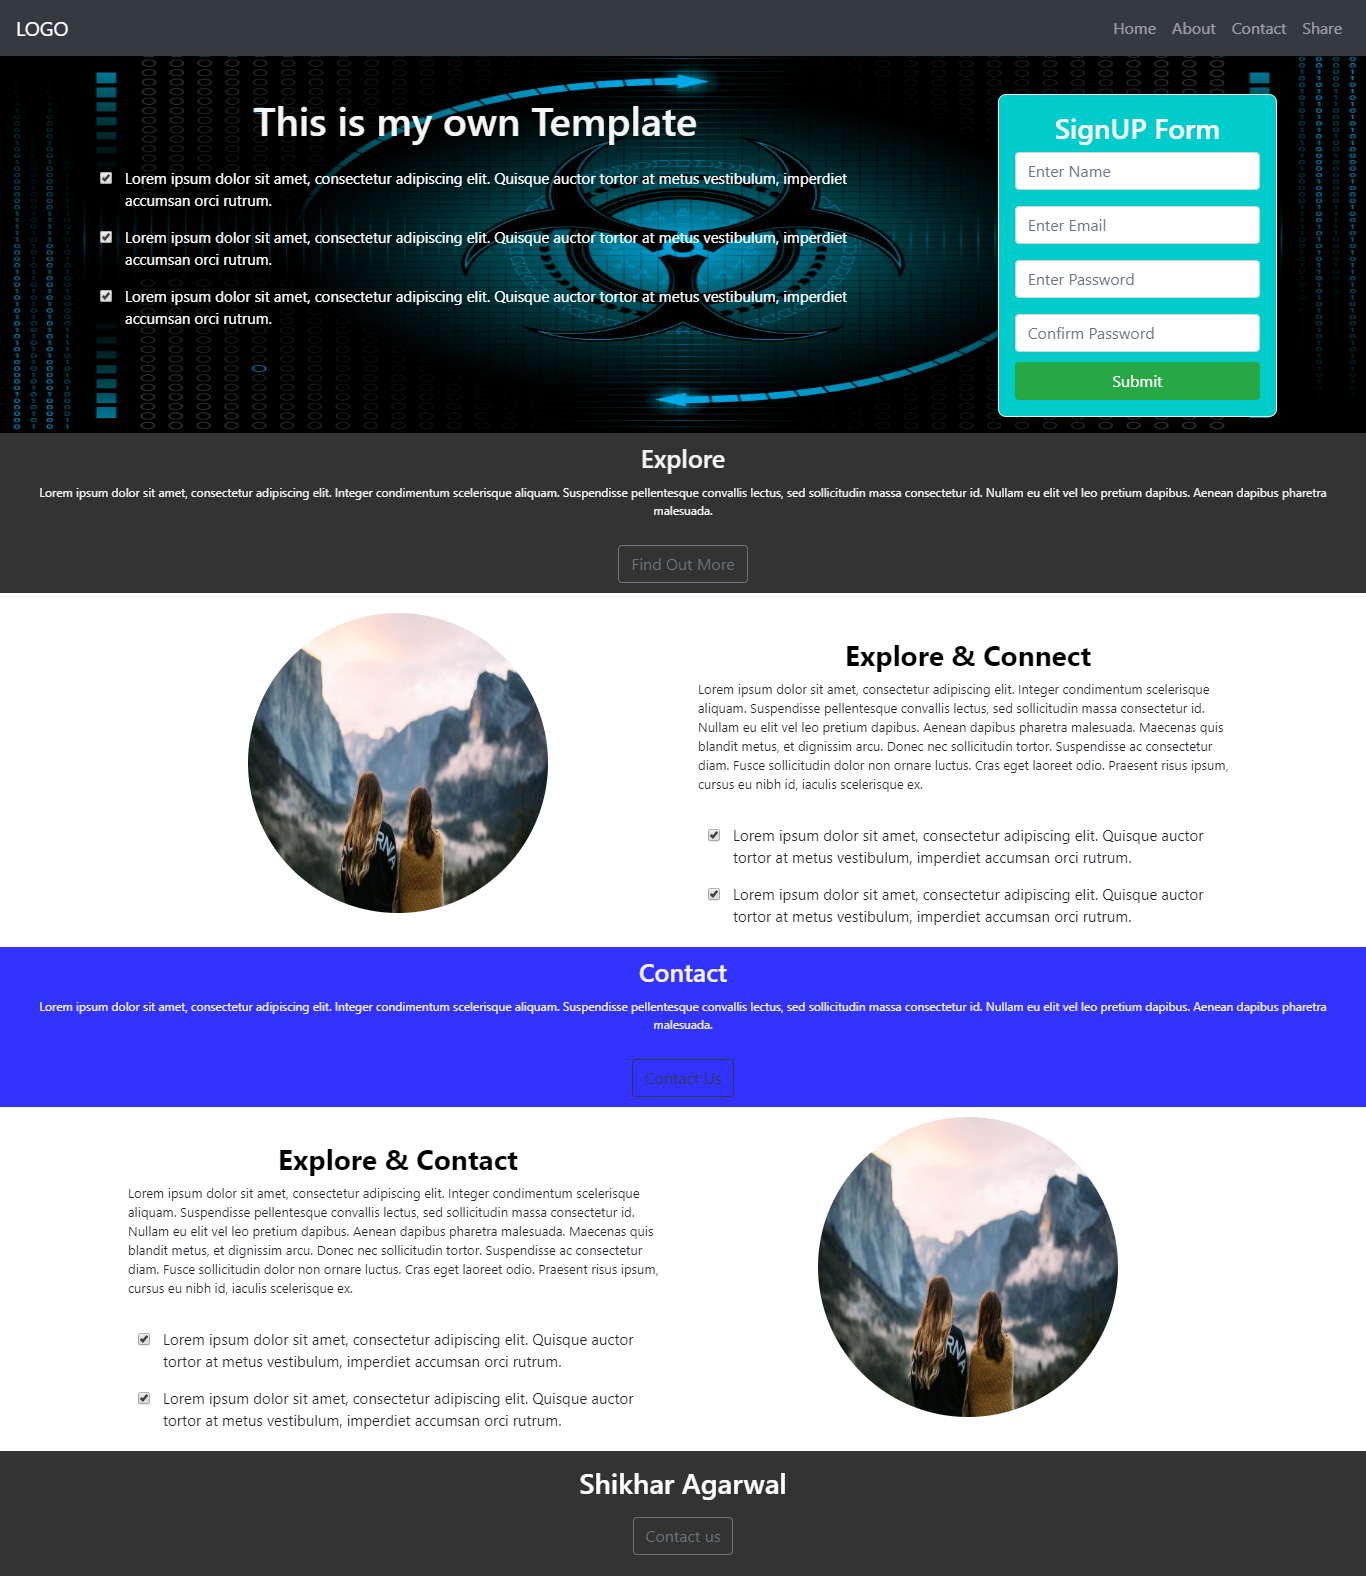 LOGO
Home About Contact Share
This is my own Template
Lorem ipsum dolor sit amet, consectetur adipiscing elit. Quisque auctor tortor at metus vestibulum, imperdiet
accumsan orci rutrum.
Lorem ipsum dolor sit amet, consectetur adipiscing elit. Quisque auctor tortor at metus vestibulum, imperdiet
accumsan orci rutrum.
Lorem ipsum dolor sit amet, consectetur adipiscing elit. Quisque auctor tortor at metus vestibulum, imperdiet
accumsan orci rutrum.
SignUP Form
Enter Name
Enter Email
Enter Password
Confirm Password
Submit
Explore
Lorem ipsum dolor sit amet, consectetur adipiscing elit. Integer condimentum scelerisque aliquam. Suspendisse pellentesque convallis lectus, sed sollicitudin massa consectetur id. Nullam eu elit vel leo pretium dapibus. Aenean dapibus pharetra
malesuada.
Find Out More
Explore & Connect
Lorem ipsum dolor sit amet, consectetur adipiscing elit. Integer condimentum scelerisque
aliquam. Suspendisse pellentesque convallis lectus, sed sollicitudin massa consectetur id.
Nullam eu elit vel leo pretium dapibus. Aenean dapibus pharetra malesuada. Maecenas quis
blandit metus, et dignissim arcu. Donec nec sollicitudin tortor. Suspendisse ac consectetur
diam. Fusce sollicitudin dolor non ornare luctus. Cras eget laoreet odio. Praesent risus ipsum,
cursus eu nibh id, iaculis scelerisque ex.
Lorem ipsum dolor sit amet, consectetur adipiscing elit. Quisque auctor
tortor at metus vestibulum, imperdiet accumsan orci rutrum.
Lorem ipsum dolor sit amet, consectetur adipiscing elit. Quisque auctor
tortor at metus vestibulum, imperdiet accumsan orci rutrum.
Contact
Lorem ipsum dolor sit amet, consectetur adipiscing elit. Integer condimentum scelerisque aliquam. Suspendisse pellentesque convallis lectus, sed sollicitudin massa consectetur id. Nullam eu elit vel leo pretium dapibus. Aenean dapibus pharetra
malesuada.
Contact Us
Explore & Contact
Lorem ipsum dolor sit amet, consectetur adipiscing elit. Integer condimentum scelerisque
aliquam. Suspendisse pellentesque convallis lectus, sed sollicitudin massa consectetur id.
Nullam eu elit vel leo pretium dapibus. Aenean dapibus pharetra malesuada. Maecenas quis
blandit metus, et dignissim arcu. Donec nec sollicitudin tortor. Suspendisse ac consectetur
diam. Fusce sollicitudin dolor non ornare luctus. Cras eget laoreet odio. Praesent risus ipsum,
cursus eu nibh id, iaculis scelerisque ex.
Lorem ipsum dolor sit amet, consectetur adipiscing elit. Quisque auctor
tortor at metus vestibulum, imperdiet accumsan orci rutrum.
Lorem ipsum dolor sit amet, consectetur adipiscing elit. Quisque auctor
tortor at metus vestibulum, imperdiet accumsan orci rutrum.
Shikhar Agarwal
Contact us